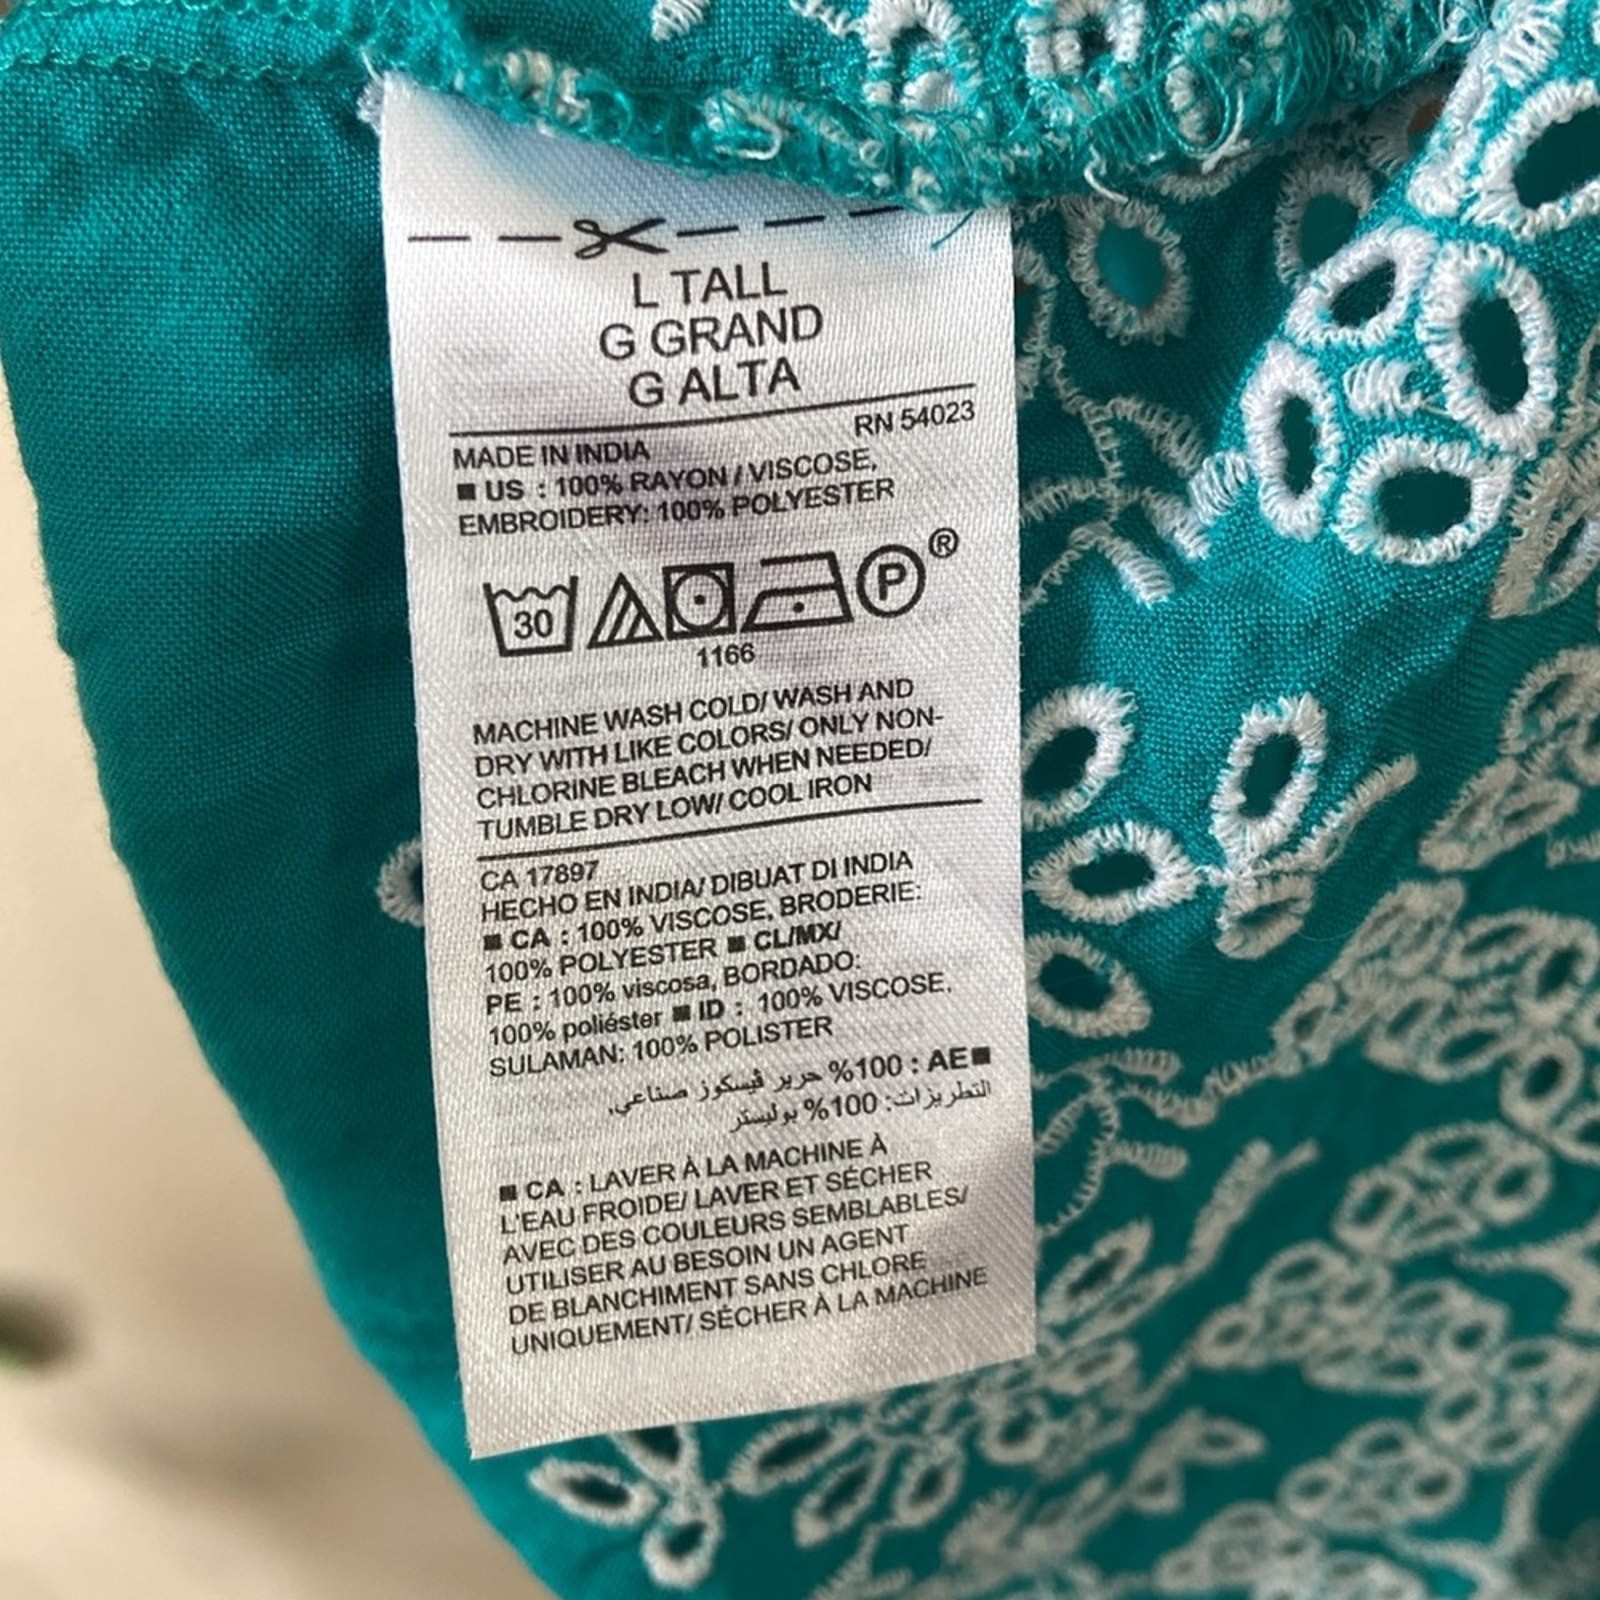 L TALL
G GRAND
G ALTA
RN 54023
MADE IN INDIA
■ US : 100% RAYON / VISCOSE,
EMBROIDERY: 100% POLYESTER
30 P ®
1166
MACHINE WASH COLD/ WASH AND
DRY WITH LIKE COLORS/ ONLY NON-
CHLORINE BLEACH WHEN NEEDED/
TUMBLE DRY LOW/ COOL IRON
CA 17897
HECHO EN INDIA/ DIBUAT DI INDIA
■ CA : 100% VISCOSE, BRODERIE:
100% POLYESTER ■ CL/MX/
PE : 100% viscosa, BORDADO:
100% poliéster ■ ID : 100% VISCOSE,
SULAMAN: 100% POLISTER
■AE : 100% حرير ڤيسكوز صناعي,
التطريزات: 100% بوليستر
■ CA : LAVER À LA MACHINE À
L'EAU FROIDE/ LAVER ET SÉCHER
AVEC DES COULEURS SEMBLABLES/
UTILISER AU BESOIN UN AGENT
DE BLANCHIMENT SANS CHLORE
UNIQUEMENT/ SÉCHER À LA MACHINE